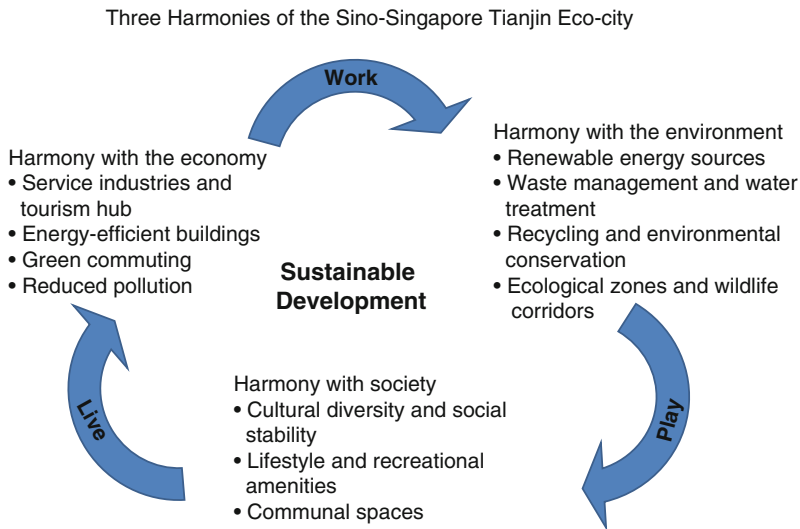 Three Harmonies of the Sino-Singapore Tianjin Eco-city
Work
Harmony with the economy
• Service industries and
tourism hub
• Energy-efficient buildings
• Green commuting
• Reduced pollution
Harmony with the environment
• Renewable energy sources
• Waste management and water
treatment
• Recycling and environmental
conservation
• Ecological zones and wildlife
corridors
Sustainable
Development
Harmony with society
• Cultural diversity and social
stability
• Lifestyle and recreational
amenities
• Communal spaces
Live
Play